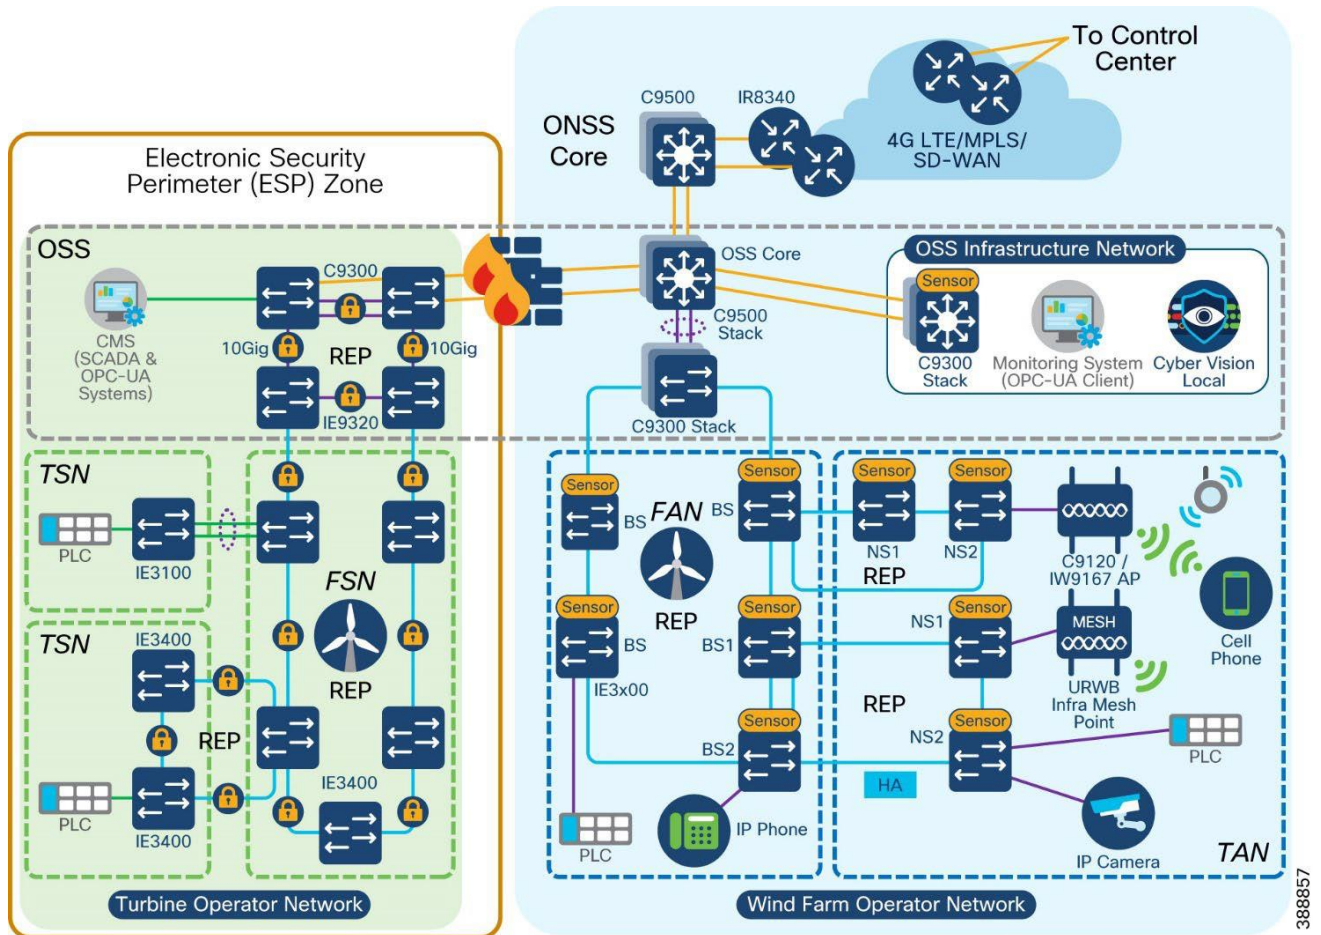 To Control
Center
C9500
IR8340
ONSS
Core
4G LTE/MPLS/
SD-WAN
Electronic Security
Perimeter (ESP) Zone
OSS
C9300
OSS Core
OSS Infrastructure Network
Sensor
CMS
(SCADA &
OPC-UA
Systems)
10Gig
REP
10Gig
IE9320
C9500
Stack
C9300 Stack
C9300
Stack
Monitoring System
(OPC-UA Client)
Cyber Vision
Local
TSN
PLC
IE3100
TSN
IE3400
REP
PLC
IE3400
FSN
REP
IE3400
Sensor
BS
FAN
REP
Sensor
BS
Sensor
BS
IE3x00
Sensor
BS1
Sensor
BS2
PLC
IP Phone
Sensor
NS1
Sensor
NS2
REP
C9120 /
IW9167 AP
Cell
Phone
Sensor
NS1
MESH
URWB
Infra Mesh
Point
REP
Sensor
NS2
HA
PLC
IP Camera
TAN
Turbine Operator Network
Wind Farm Operator Network
388857